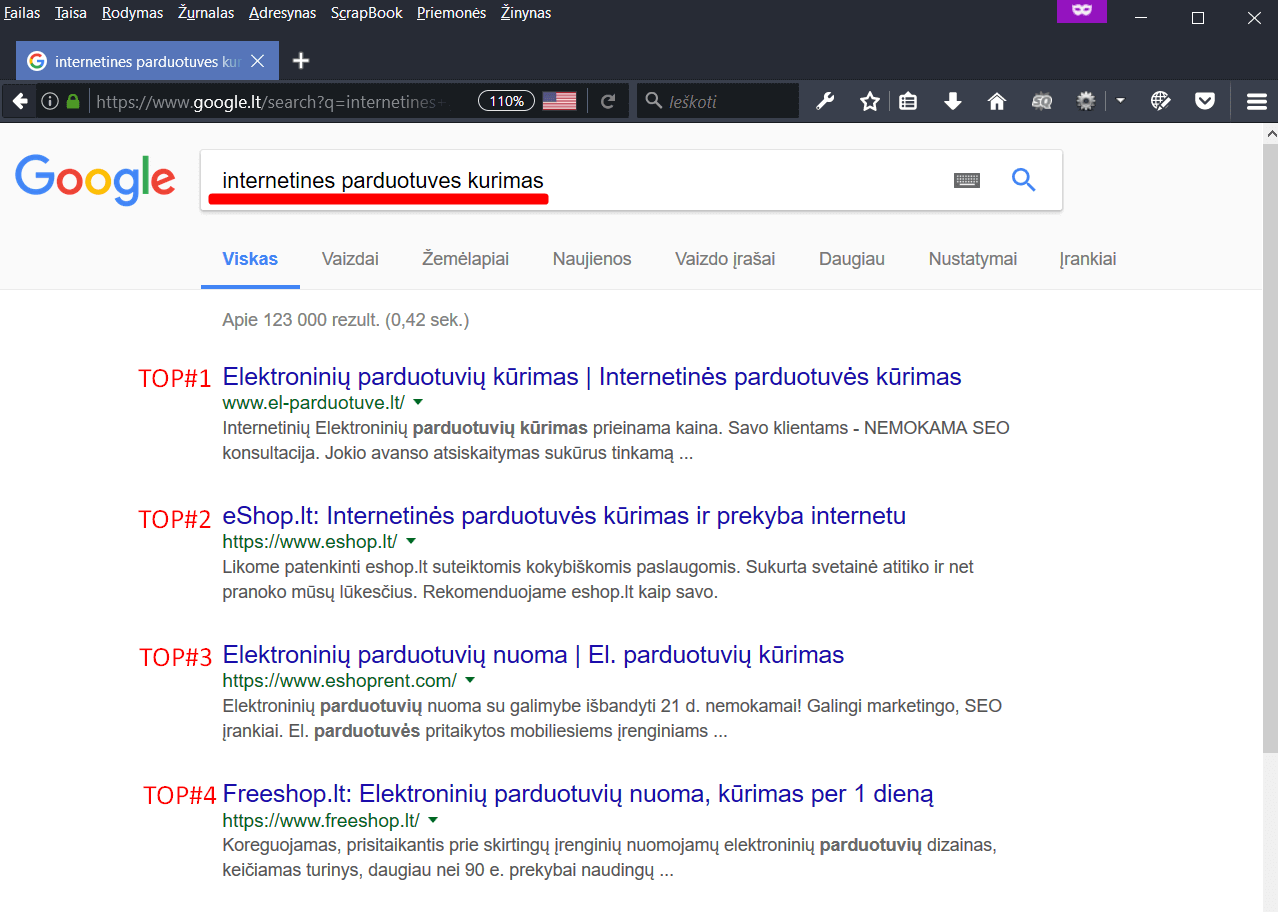 Failas Taisa Rodymas Žurnalas Adresynas ScrapBook Priemonės Žinynas
internetines parduotuves kur
https://www.google.lt/search?q=internetines+ 110% Ieškoti
Google internetines parduotuves kurimas
Viskas Vaizdai Žemėlapiai Naujienos Vaizdo įrašai Daugiau Nustatymai Įrankiai
Apie 123 000 rezult. (0,42 sek.)
TOP#1 Elektroninių parduotuvių kūrimas | Internetinės parduotuvės kūrimas
www.el-parduotuve.lt/
Internetinių Elektroninių parduotuvių kūrimas prieinama kaina. Savo klientams - NEMOKAMA SEO
konsultacija. Jokio avanso atsiskaitymas sukūrus tinkamą ...
TOP#2 eShop.lt: Internetinės parduotuvės kūrimas ir prekyba internetu
https://www.eshop.lt/
Likome patenkinti eshop.lt suteiktomis kokybiškomis paslaugomis. Sukurta svetainė atitiko ir net
pranoko mūsų lūkesčius. Rekomenduojame eshop.lt kaip savo.
TOP#3 Elektroninių parduotuvių nuoma | El. parduotuvių kūrimas
https://www.eshoprent.com/
Elektroninių parduotuvių nuoma su galimybe išbandyti 21 d. nemokamai! Galingi marketingo, SEO
įrankiai. El. parduotuvės pritaikytos mobiliesiems įrenginiams ...
TOP#4 Freeshop.lt: Elektroninių parduotuvių nuoma, kūrimas per 1 dieną
https://www.freeshop.lt/
Koreguojamas, prisitaikantis prie skirtingų įrenginių nuomojamų elektroninių parduotuvių dizainas,
keičiamas turinys, daugiau nei 90 e. prekybai naudingų ...